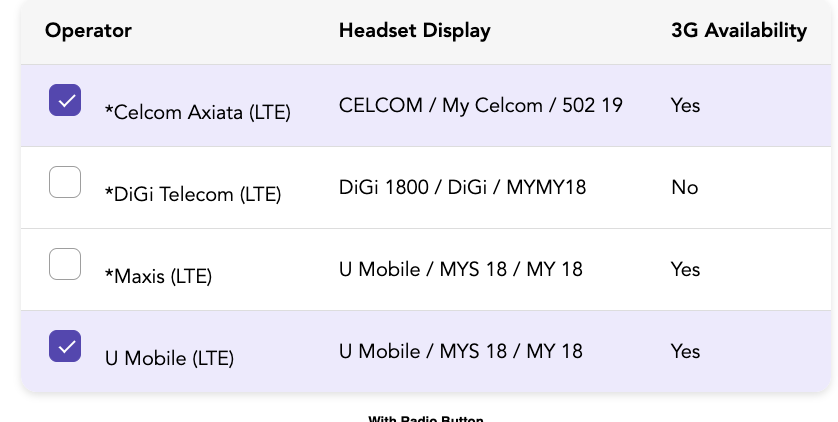 Operator Headset Display 3G Availability
*Celcom Axiata (LTE) CELCOM / My Celcom / 502 19 Yes
*DiGi Telecom (LTE) DiGi 1800 / DiGi / MYMY18 No
*Maxis (LTE) U Mobile / MYS 18 / MY 18 Yes
U Mobile (LTE) U Mobile / MYS 18 / MY 18 Yes
With Radio Button